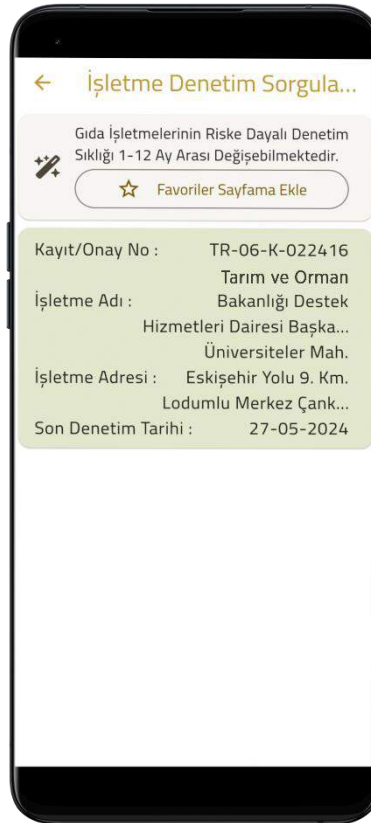 İşletme Denetim Sorgula...
Gıda İşletmelerinin Riske Dayalı Denetim
Sıklığı 1-12 Ay Arası Değişebilmektedir.
Favoriler Sayfama Ekle
Kayıt/Onay No : TR-06-K-022416
Tarım ve Orman
İşletme Adı : Bakanlığı Destek
Hizmetleri Dairesi Başka...
Üniversiteler Mah.
İşletme Adresi : Eskişehir Yolu 9. Km.
Lodumlu Merkez Çank...
Son Denetim Tarihi : 27-05-2024